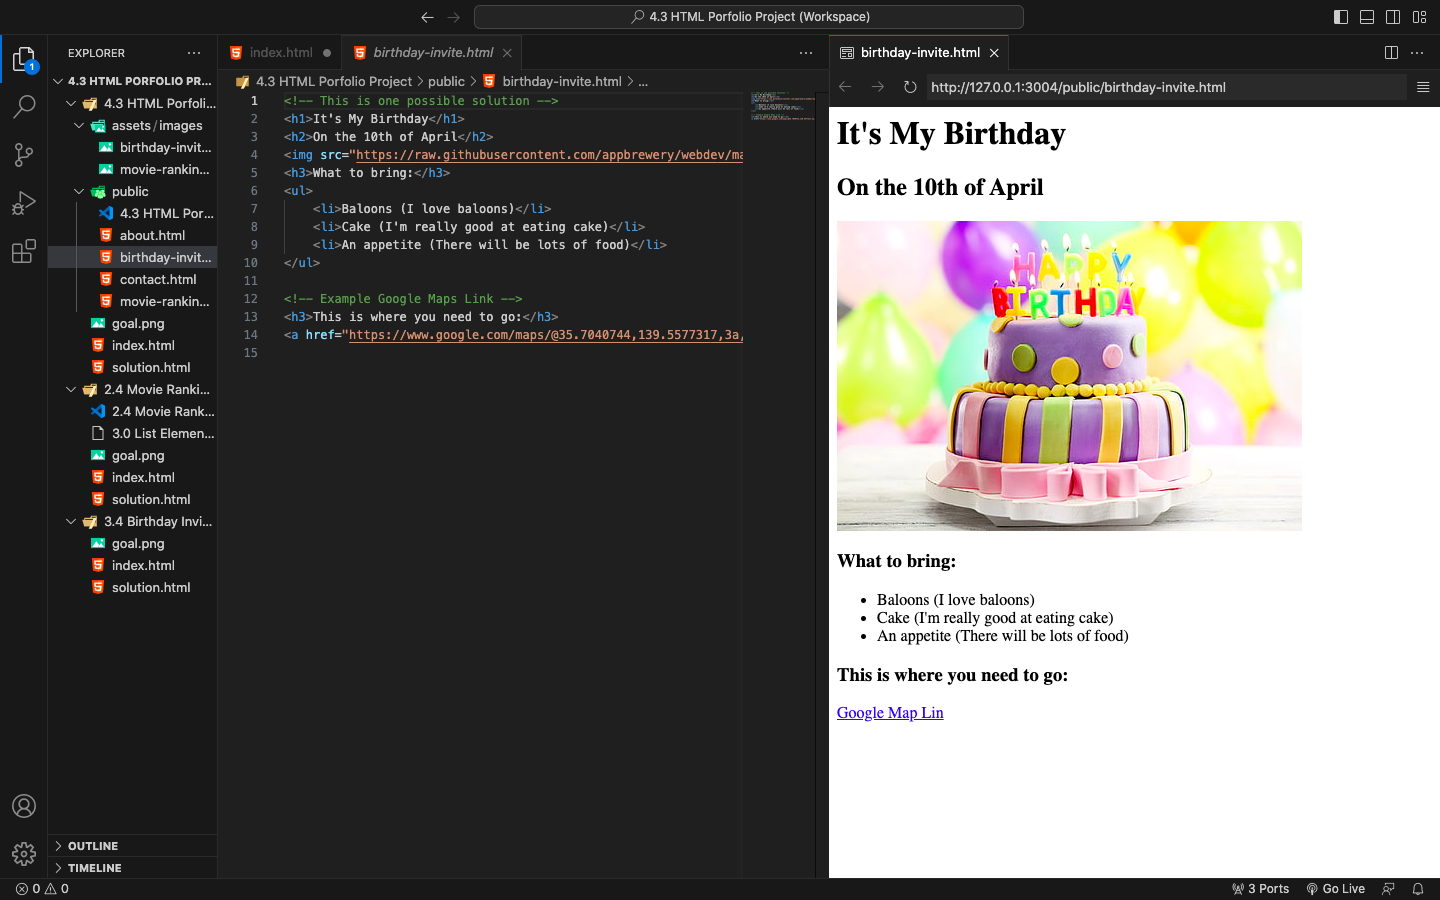 4.3 HTML Porfolio Project (Workspace)
EXPLORER
1
4.3 HTML PORFOLIO PR...
4.3 HTML Porfoli...
assets/images
birthday-invit...
movie-rankin...
public
4.3 HTML Por...
about.html
birthday-invit...
contact.html
movie-rankin...
goal.png
index.html
solution.html
2.4 Movie Ranki...
2.4 Movie Rank...
3.0 List Elemen...
goal.png
index.html
solution.html
3.4 Birthday Invi...
goal.png
index.html
solution.html
OUTLINE
TIMELINE
index.html
birthday-invite.html
4.3 HTML Porfolio Project > public > birthday-invite.html > ...
1 <!-- This is one possible solution -->
2 <h1>It's My Birthday</h1>
3 <h2>On the 10th of April</h2>
4 <img src="https://raw.githubusercontent.com/appbrewery/webdev/ma
5 <h3>What to bring:</h3>
6 <ul>
7 <li>Baloons (I love baloons)</li>
8 <li>Cake (I'm really good at eating cake)</li>
9 <li>An appetite (There will be lots of food)</li>
10 </ul>
11
12 <!-- Example Google Maps Link -->
13 <h3>This is where you need to go:</h3>
14 <a href="https://www.google.com/maps/@35.7040744,139.5577317,3a,
15
birthday-invite.html
http://127.0.0.1:3004/public/birthday-invite.html
It's My Birthday
On the 10th of April
HAPPY
BIRTHDAY
What to bring:
• Baloons (I love baloons)
• Cake (I'm really good at eating cake)
• An appetite (There will be lots of food)
This is where you need to go:
Google Map Lin
0 0
3 Ports
Go Live